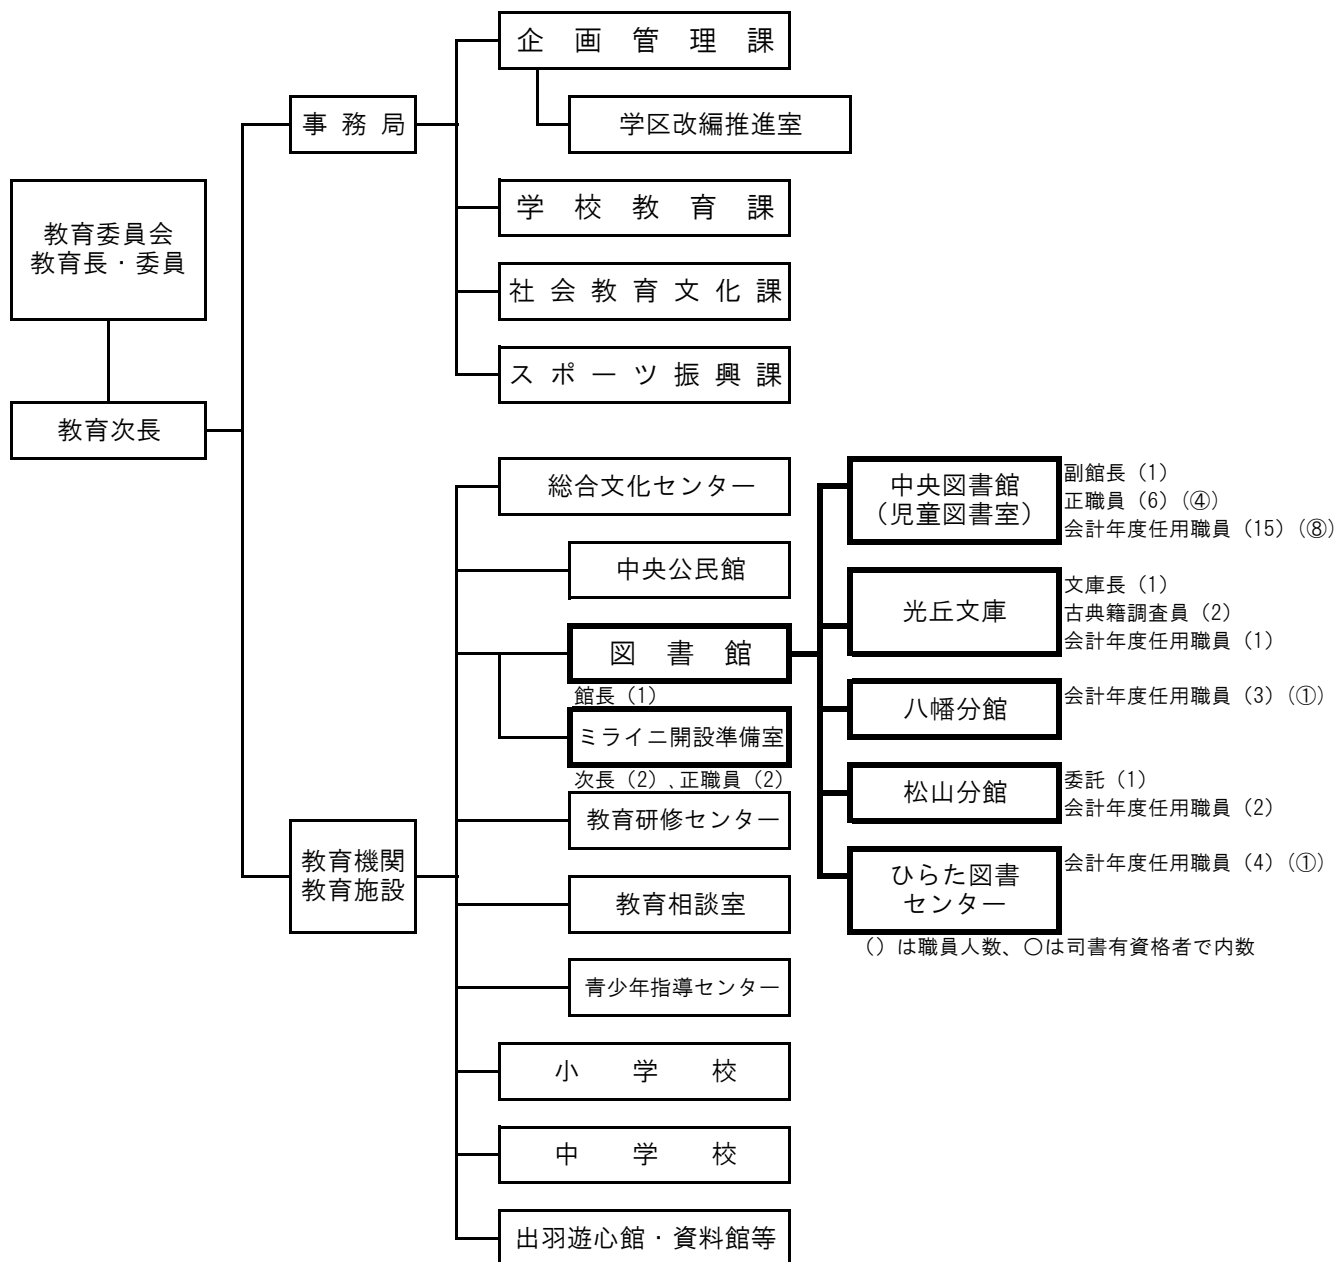 企画管理課
学区改編推進室
事務局
学校教育課
社会教育文化課
スポーツ振興課
教育委員会
教育長・委員
教育次長
総合文化センター
中央公民館
図書館
館長（1）
ミライニ開設準備室
次長（2）、正職員（2）
教育研修センター
教育機関
教育施設
教育相談室
青少年指導センター
小学校
中学校
出羽遊心館・資料館等
中央図書館
（児童図書室）
副館長（1）
正職員（6）（④）
会計年度任用職員（15）（⑧）
光丘文庫
文庫長（1）
古典籍調査員（2）
会計年度任用職員（1）
八幡分館
会計年度任用職員（3）（①）
松山分館
委託（1）
会計年度任用職員（2）
ひらた図書
センター
会計年度任用職員（4）（①）
（）は職員人数、〇は司書有資格者で内数